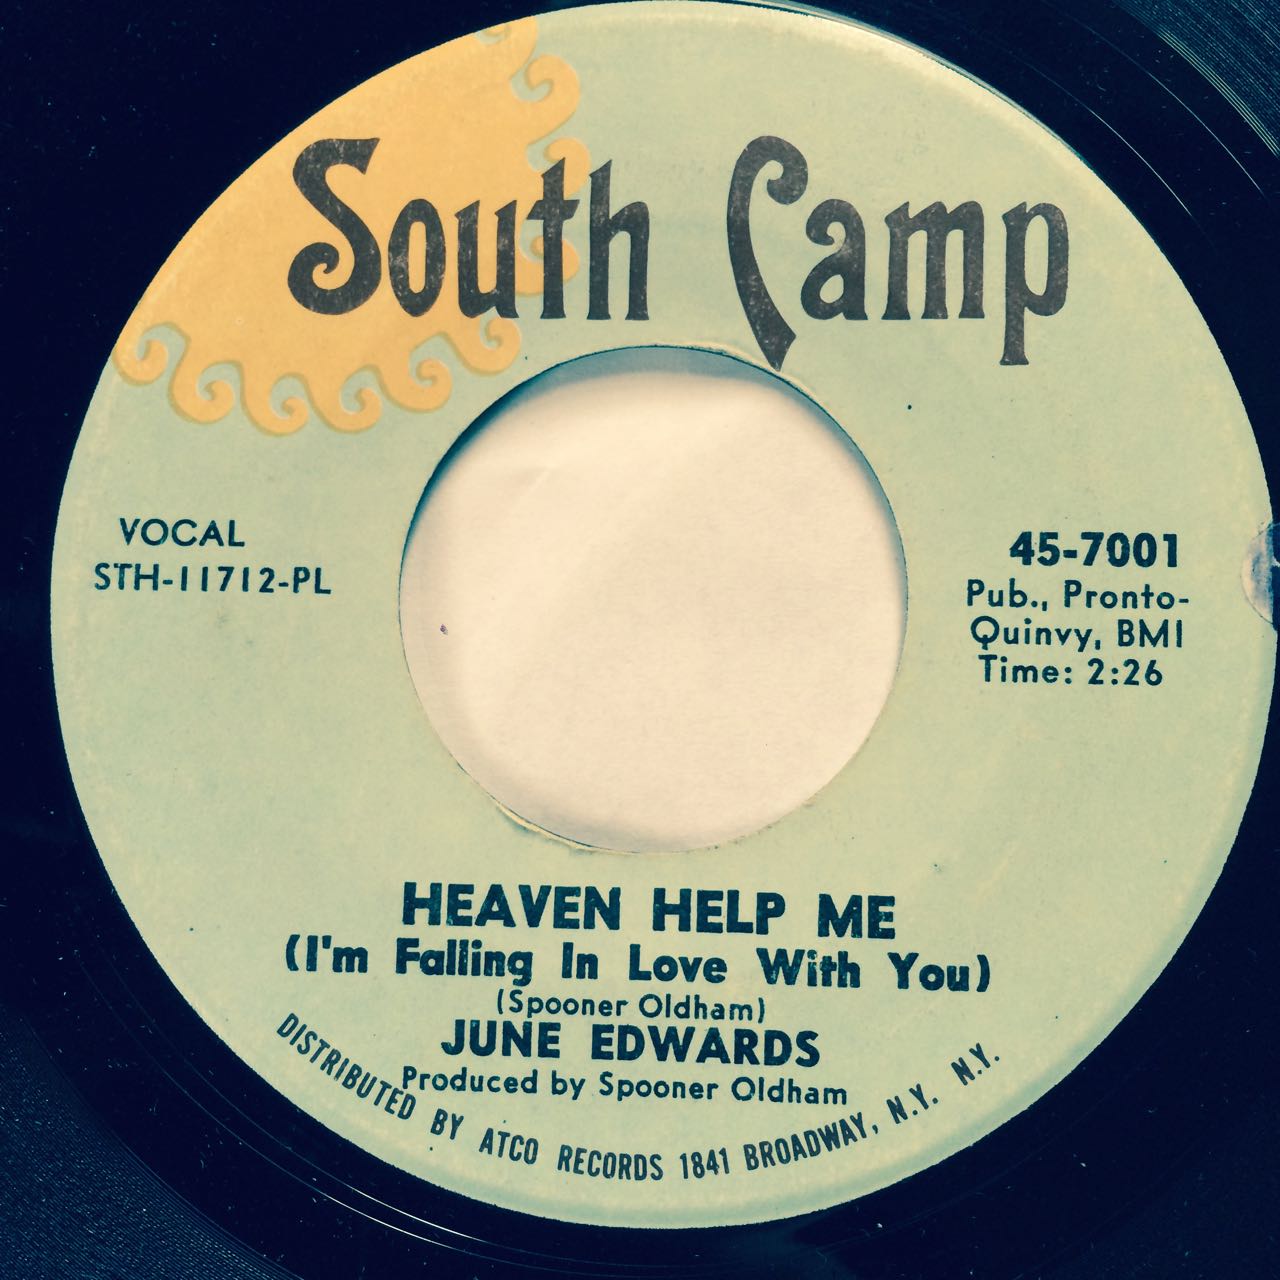 South Camp
VOCAL
STH-11712-PL
45-7001
Pub., Pronto-
Quinvy, BMI
Time: 2:26
HEAVEN HELP ME
(I'm Falling In Love With You)
(Spooner Oldham)
JUNE EDWARDS
Produced by Spooner Oldham
DISTRIBUTED BY ATCO RECORDS 1841 BROADWAY, N.Y. N.Y.